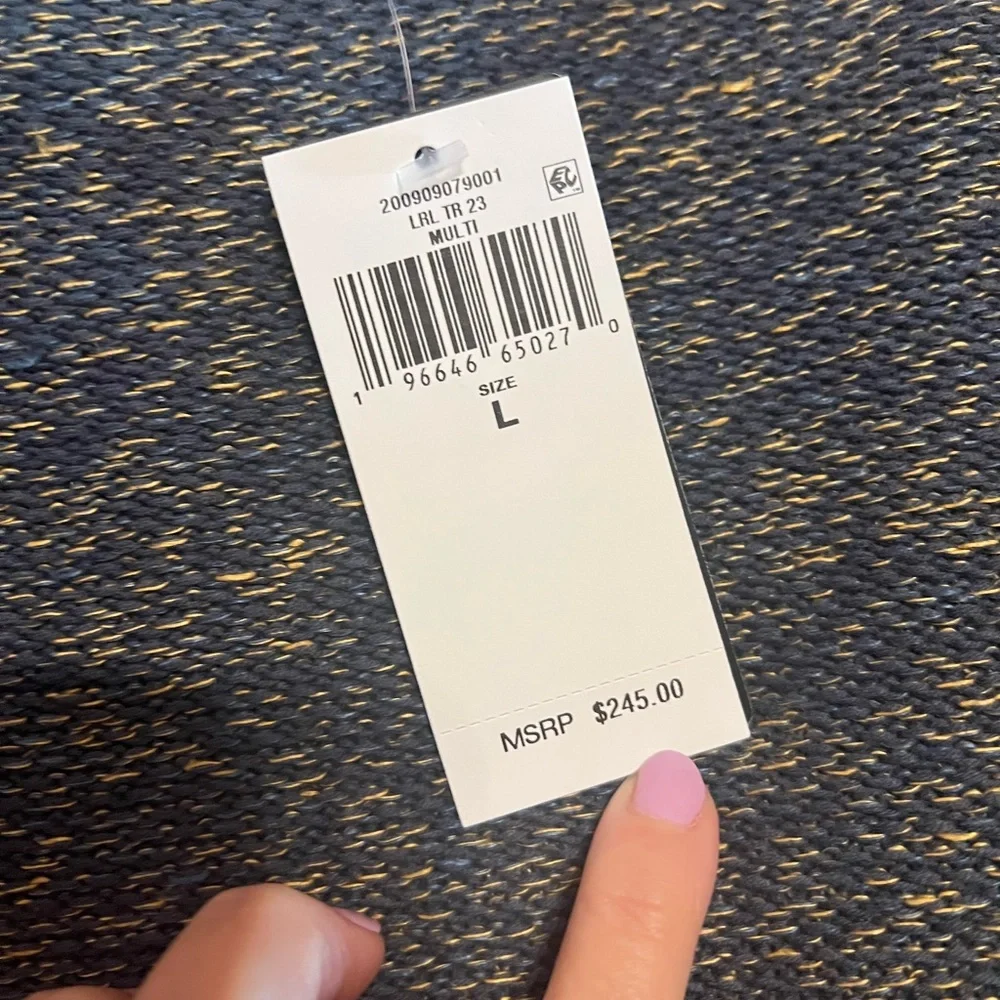 200909079001
LRL TR 23
MULTI
1 96646 65027 0
SIZE
L
MSRP $245.00